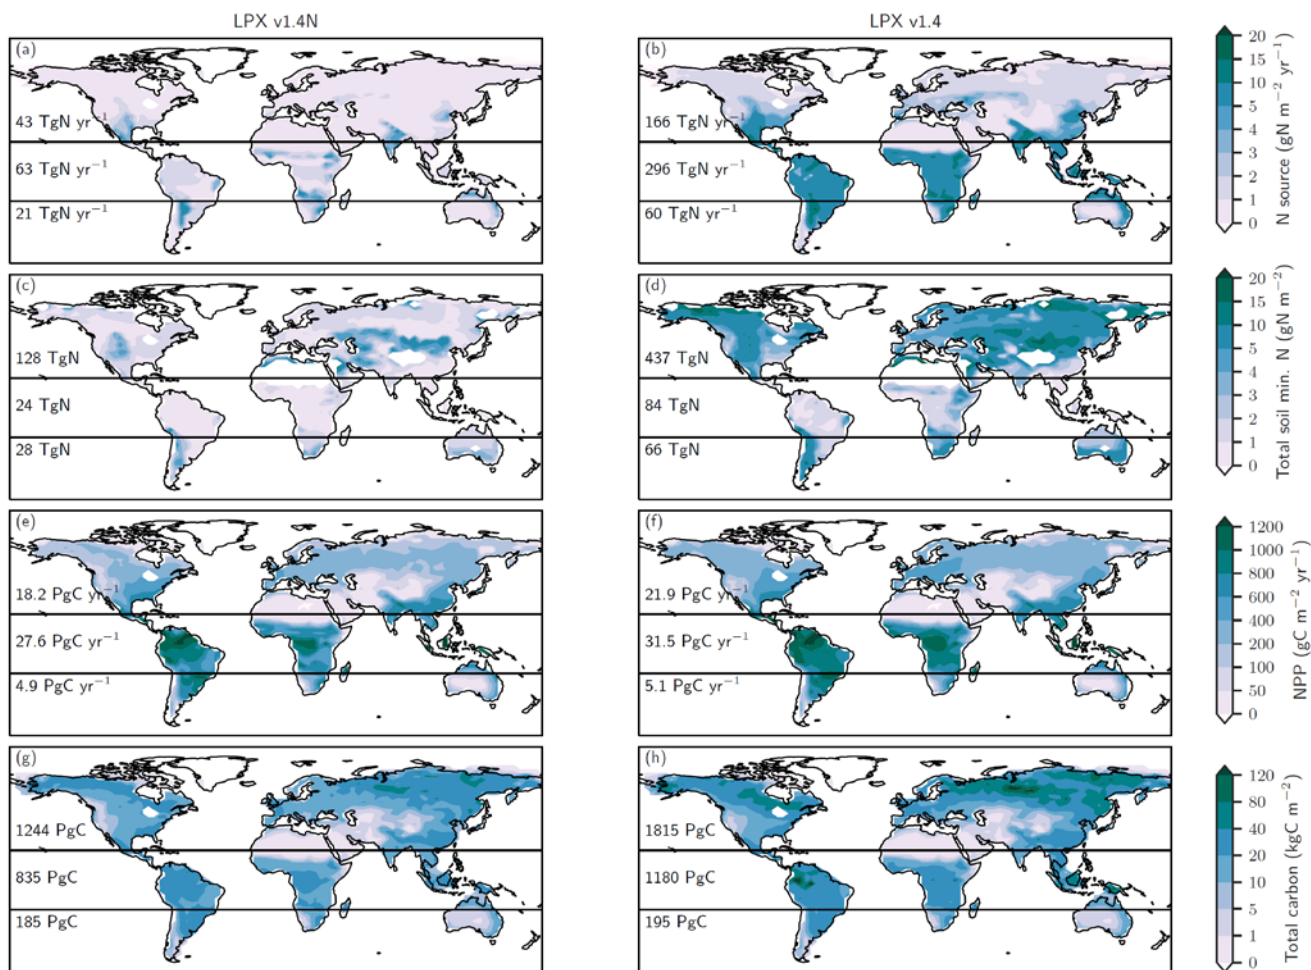 LPX v1.4N
LPX v1.4
(a)
43 TgN yr⁻¹
63 TgN yr⁻¹
21 TgN yr⁻¹
(b)
166 TgN yr⁻¹
296 TgN yr⁻¹
60 TgN yr⁻¹
20
15
10
5
4
3
2
1
0
N source (gN m⁻² yr⁻¹)
(c)
128 TgN
24 TgN
28 TgN
(d)
437 TgN
84 TgN
66 TgN
20
15
10
5
4
3
2
1
0
Total soil min. N (gN m⁻²)
(e)
18.2 PgC yr⁻¹
27.6 PgC yr⁻¹
4.9 PgC yr⁻¹
(f)
21.9 PgC yr⁻¹
31.5 PgC yr⁻¹
5.1 PgC yr⁻¹
1200
1000
800
600
400
200
100
50
0
NPP (gC m⁻² yr⁻¹)
(g)
1244 PgC
835 PgC
185 PgC
(h)
1815 PgC
1180 PgC
195 PgC
120
80
40
20
10
5
1
0
Total carbon (kgC m⁻²)